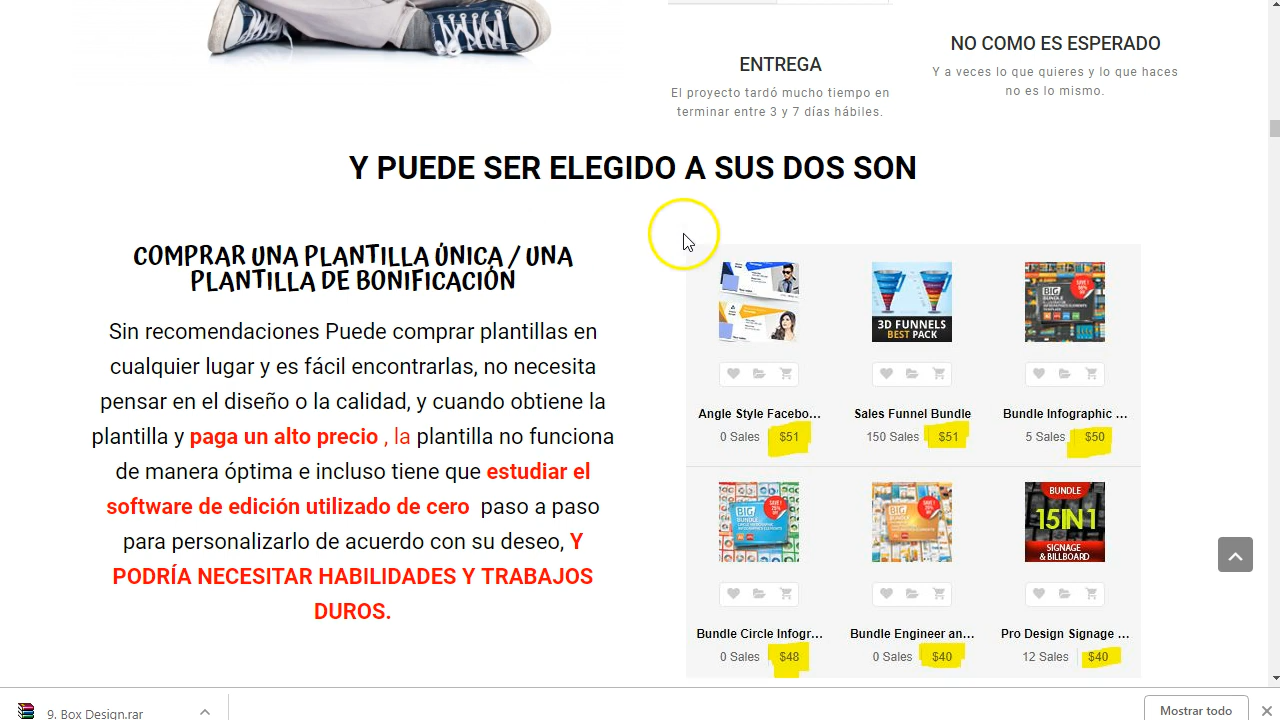 NO COMO ES ESPERADO
Y a veces lo que quieres y lo que haces
no es lo mismo.
ENTREGA
El proyecto tardó mucho tiempo en
terminar entre 3 y 7 días hábiles.
Y PUEDE SER ELEGIDO A SUS DOS SON
COMPRAR UNA PLANTILLA ÚNICA / UNA
PLANTILLA DE BONIFICACIÓN
Sin recomendaciones Puede comprar plantillas en
cualquier lugar y es fácil encontrarlas, no necesita
pensar en el diseño o la calidad, y cuando obtiene la
plantilla y paga un alto precio , la plantilla no funciona
de manera óptima e incluso tiene que estudiar el
software de edición utilizado de cero paso a paso
para personalizarlo de acuerdo con su deseo, Y
PODRÍA NECESITAR HABILIDADES Y TRABAJOS
DUROS.
3D FUNNELS
BEST PACK
BIG
BUNDLE
Angle Style Facebo...
Sales Funnel Bundle
Bundle Infographic ...
0 Sales $51
150 Sales $51
5 Sales $50
BIG
BUNDLE
BIG
BUNDLE
BUNDLE
15IN1
SIGNAGE
& BILLBOARD
Bundle Circle Infogr...
Bundle Engineer an...
Pro Design Signage ...
0 Sales $48
0 Sales $40
12 Sales $40
9. Box Design.rar
Mostrar todo